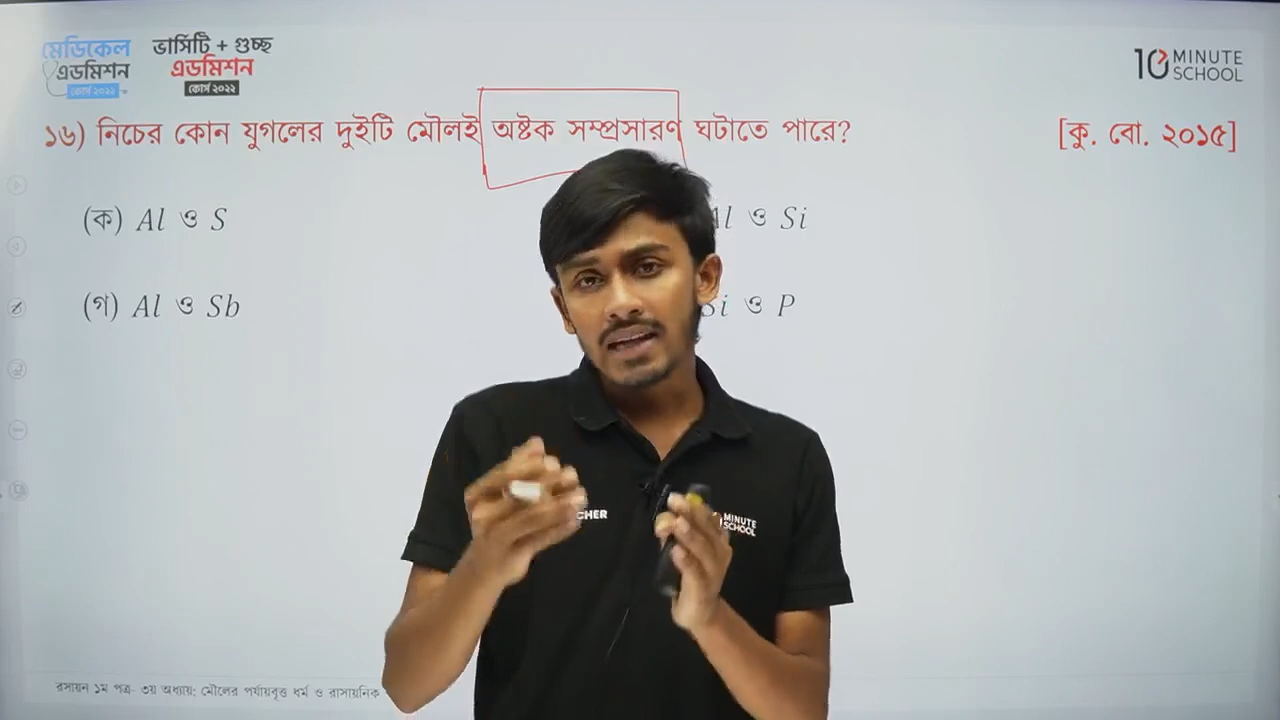 মেডিকেল
এডমিশন
কোর্স ২০২২
ভার্সিটি + গুচ্ছ
এডমিশন
কোর্স ২০২২
10 MINUTE SCHOOL
১৬) নিচের কোন যুগলের দুইটি মৌলই অষ্টক সম্প্রসারণ ঘটাতে পারে? [কু. বো. ২০১৫]
(ক) Al ও S
Al ও Si
(গ) Al ও Sb
Si ও P
CHER
MINUTE SCHOOL
রসায়ন ১ম পত্র- ৩য় অধ্যায়: মৌলের পর্যায়বৃত্ত ধর্ম ও রাসায়নিক